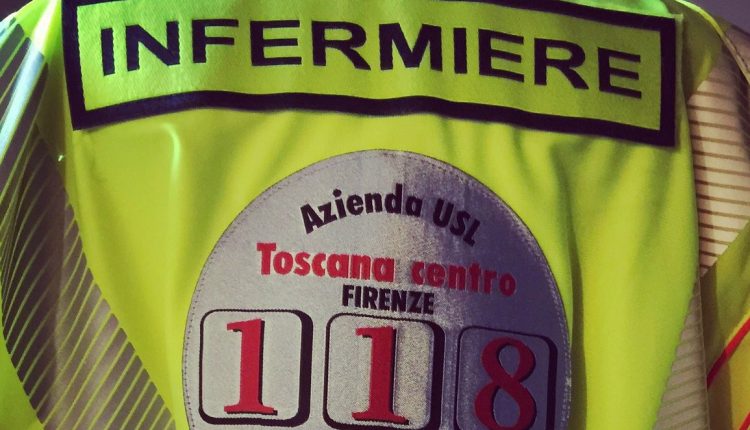 INFERMIERE
Azienda USL
Toscana centro
FIRENZE
118